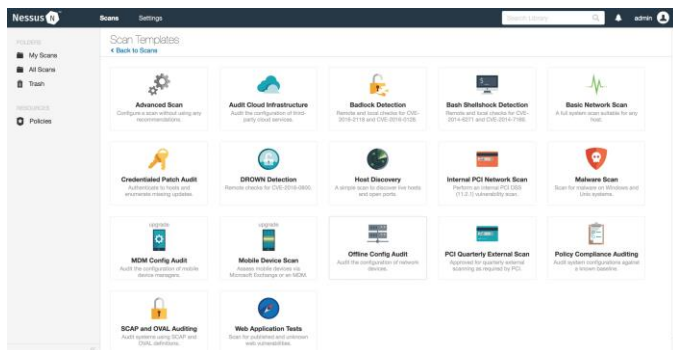 Nessus N
Scans
Settings
Search Library
admin
FOLDERS
My Scans
All Scans
Trash
RESOURCES
Policies
Scan Templates
Back to Scans
Advanced Scan
Configure a scan without using any
recommendations.
Audit Cloud Infrastructure
Audit the configuration of third-
party cloud services.
Badlock Detection
Remote and local checks for CVE-
2016-2118 and CVE-2016-0128.
Bash Shellshock Detection
Remote and local checks for CVE-
2014-6271 and CVE-2014-7169.
Basic Network Scan
A full system scan suitable for any
host.
Credentialed Patch Audit
Authenticate to hosts and
enumerate missing updates.
DROWN Detection
Remote checks for CVE-2016-0800.
Host Discovery
A simple scan to discover live hosts
and open ports.
Internal PCI Network Scan
Perform an internal PCI DSS
(11.2.1) vulnerability scan.
Malware Scan
Scan for malware on Windows and
Unix systems.
upgrade
MDM Config Audit
Audit the configuration of mobile
device managers.
upgrade
Mobile Device Scan
Assess mobile devices via
Microsoft Exchange or an MDM.
Offline Config Audit
Audit the configuration of network
devices.
PCI Quarterly External Scan
Approved for quarterly external
scanning as required by PCI.
Policy Compliance Auditing
Audit system configurations against
a known baseline.
SCAP and OVAL Auditing
Audit systems using SCAP and
OVAL definitions.
Web Application Tests
Scan for published and unknown
web vulnerabilities.